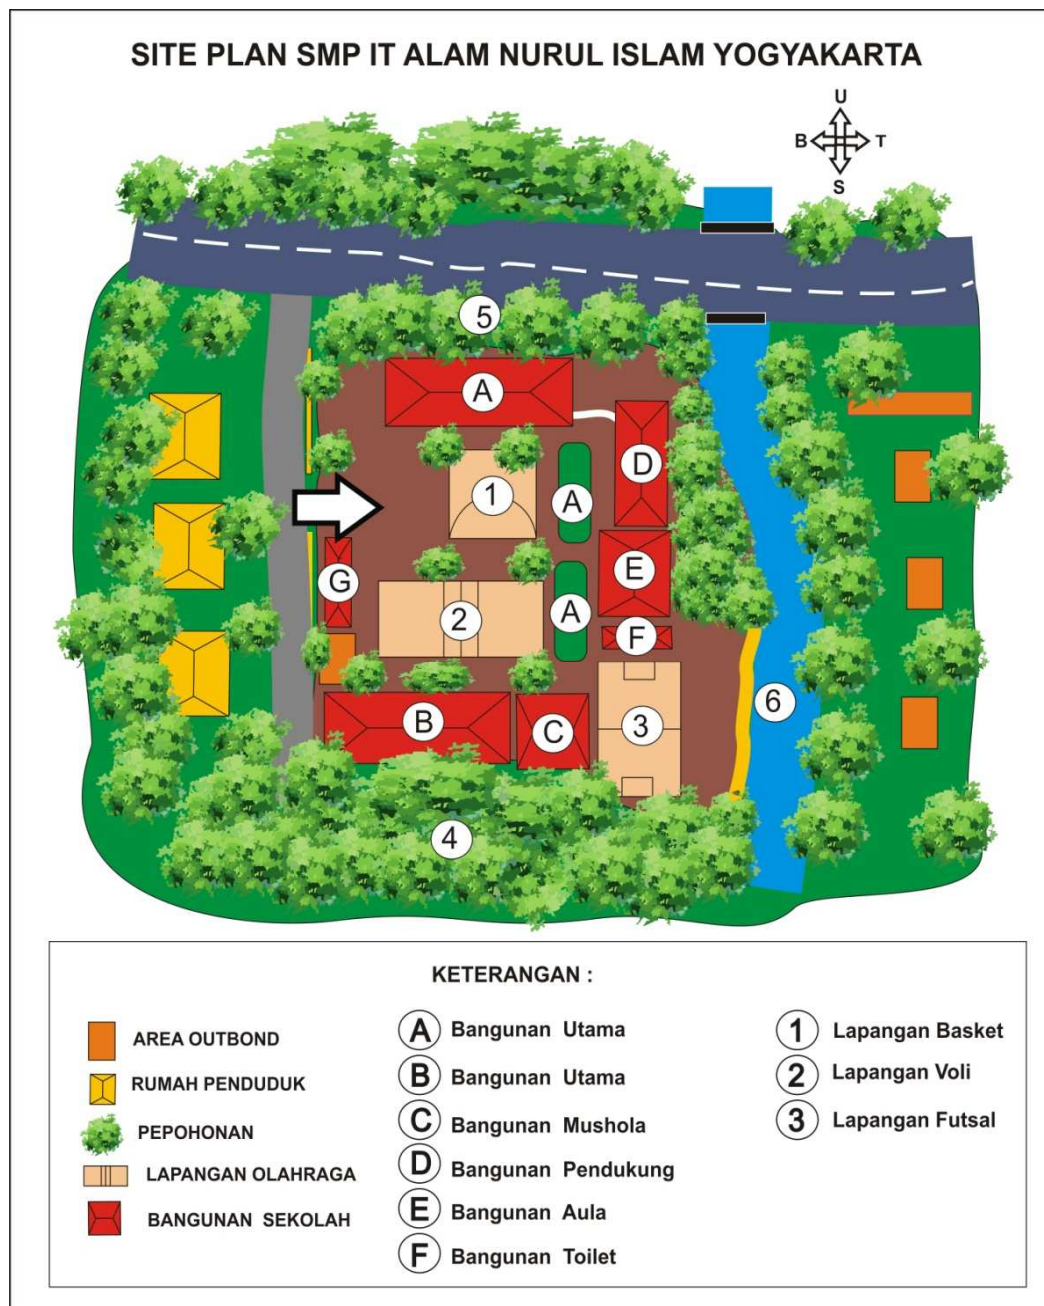 SITE PLAN SMP IT ALAM NURUL ISLAM YOGYAKARTA
U
B T
S
5
A
D
1
A
E
G
2
A
F
6
B
C
3
4
KETERANGAN :
AREA OUTBOND
RUMAH PENDUDUK
PEPOHONAN
LAPANGAN OLAHRAGA
BANGUNAN SEKOLAH
A Bangunan Utama
B Bangunan Utama
C Bangunan Mushola
D Bangunan Pendukung
E Bangunan Aula
F Bangunan Toilet
1 Lapangan Basket
2 Lapangan Voli
3 Lapangan Futsal